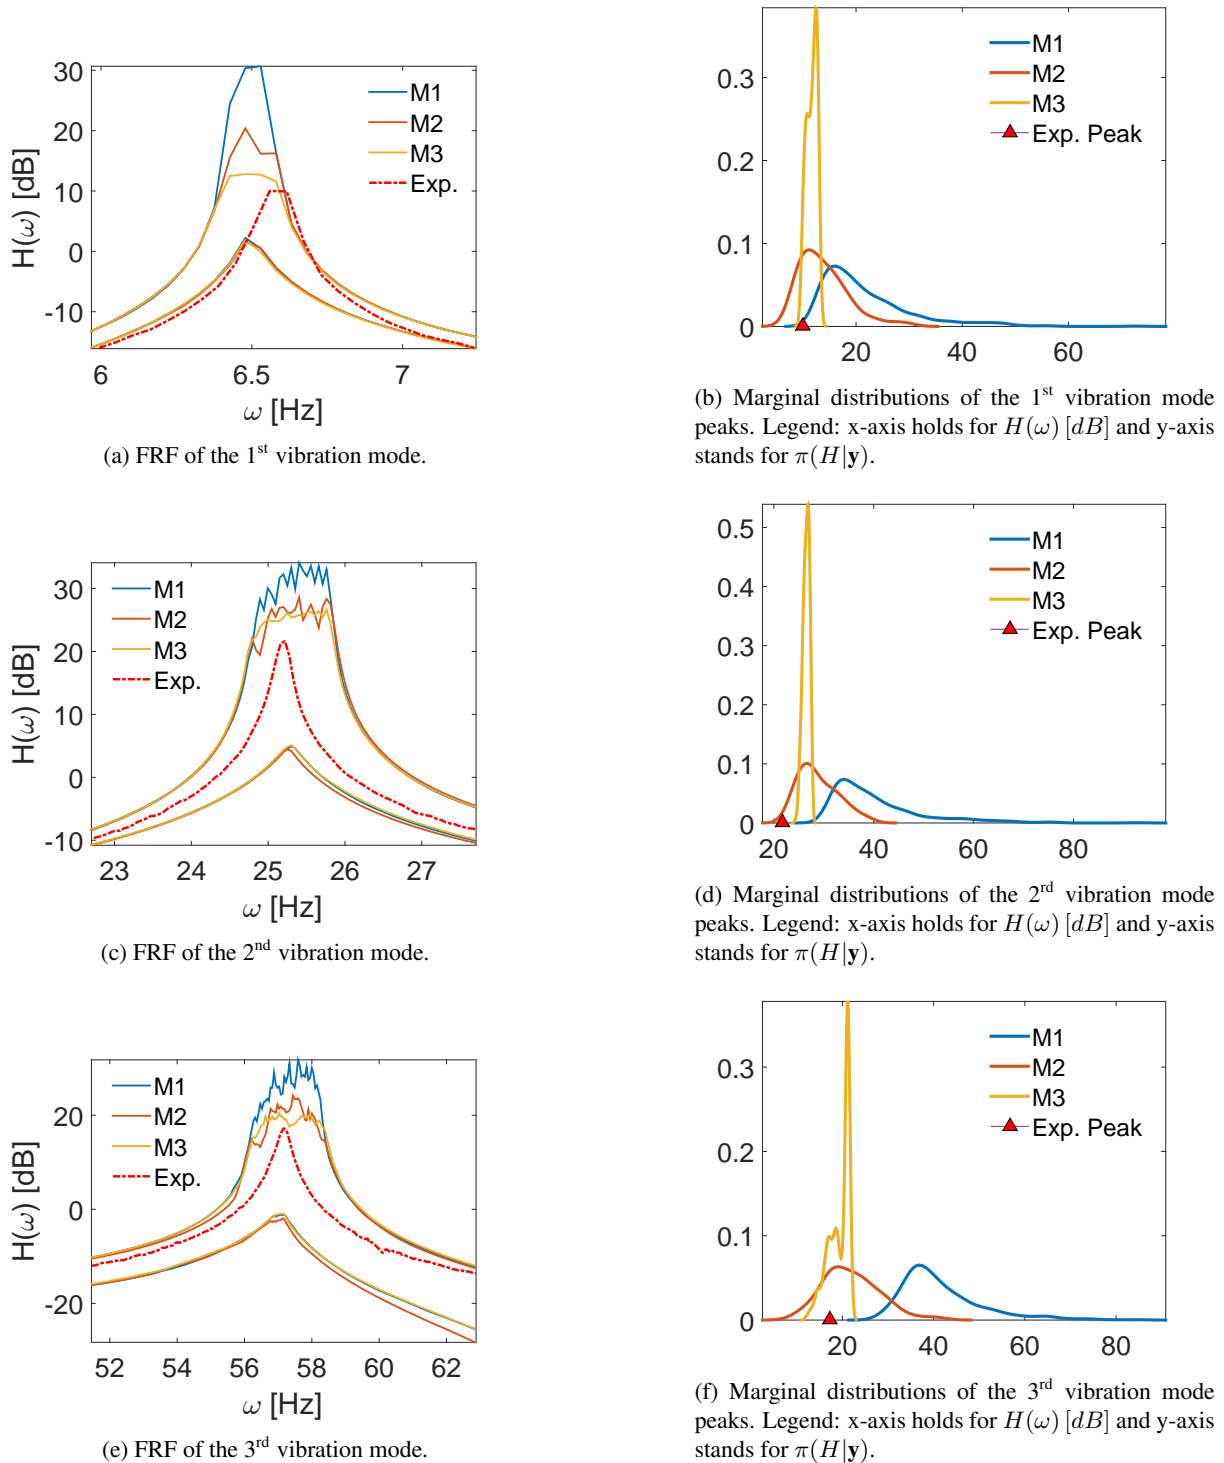 30
20
10
0
-10
H(ω) [dB]
M1
M2
M3
Exp.
6
6.5
7
ω [Hz]
(a) FRF of the 1st vibration mode.
0.3
0.2
0.1
0
M1
M2
M3
Exp. Peak
20
40
60
(b) Marginal distributions of the 1st vibration mode
peaks. Legend: x-axis holds for H(ω) [dB] and y-axis
stands for π(H|y).
30
20
10
0
-10
H(ω) [dB]
M1
M2
M3
Exp.
23
24
25
26
27
ω [Hz]
(c) FRF of the 2nd vibration mode.
0.5
0.4
0.3
0.2
0.1
0
M1
M2
M3
Exp. Peak
20
40
60
80
(d) Marginal distributions of the 2rd vibration mode
peaks. Legend: x-axis holds for H(ω) [dB] and y-axis
stands for π(H|y).
20
0
-20
H(ω) [dB]
M1
M2
M3
Exp.
52
54
56
58
60
62
ω [Hz]
(e) FRF of the 3rd vibration mode.
0.3
0.2
0.1
0
M1
M2
M3
Exp. Peak
20
40
60
80
(f) Marginal distributions of the 3rd vibration mode
peaks. Legend: x-axis holds for H(ω) [dB] and y-axis
stands for π(H|y).